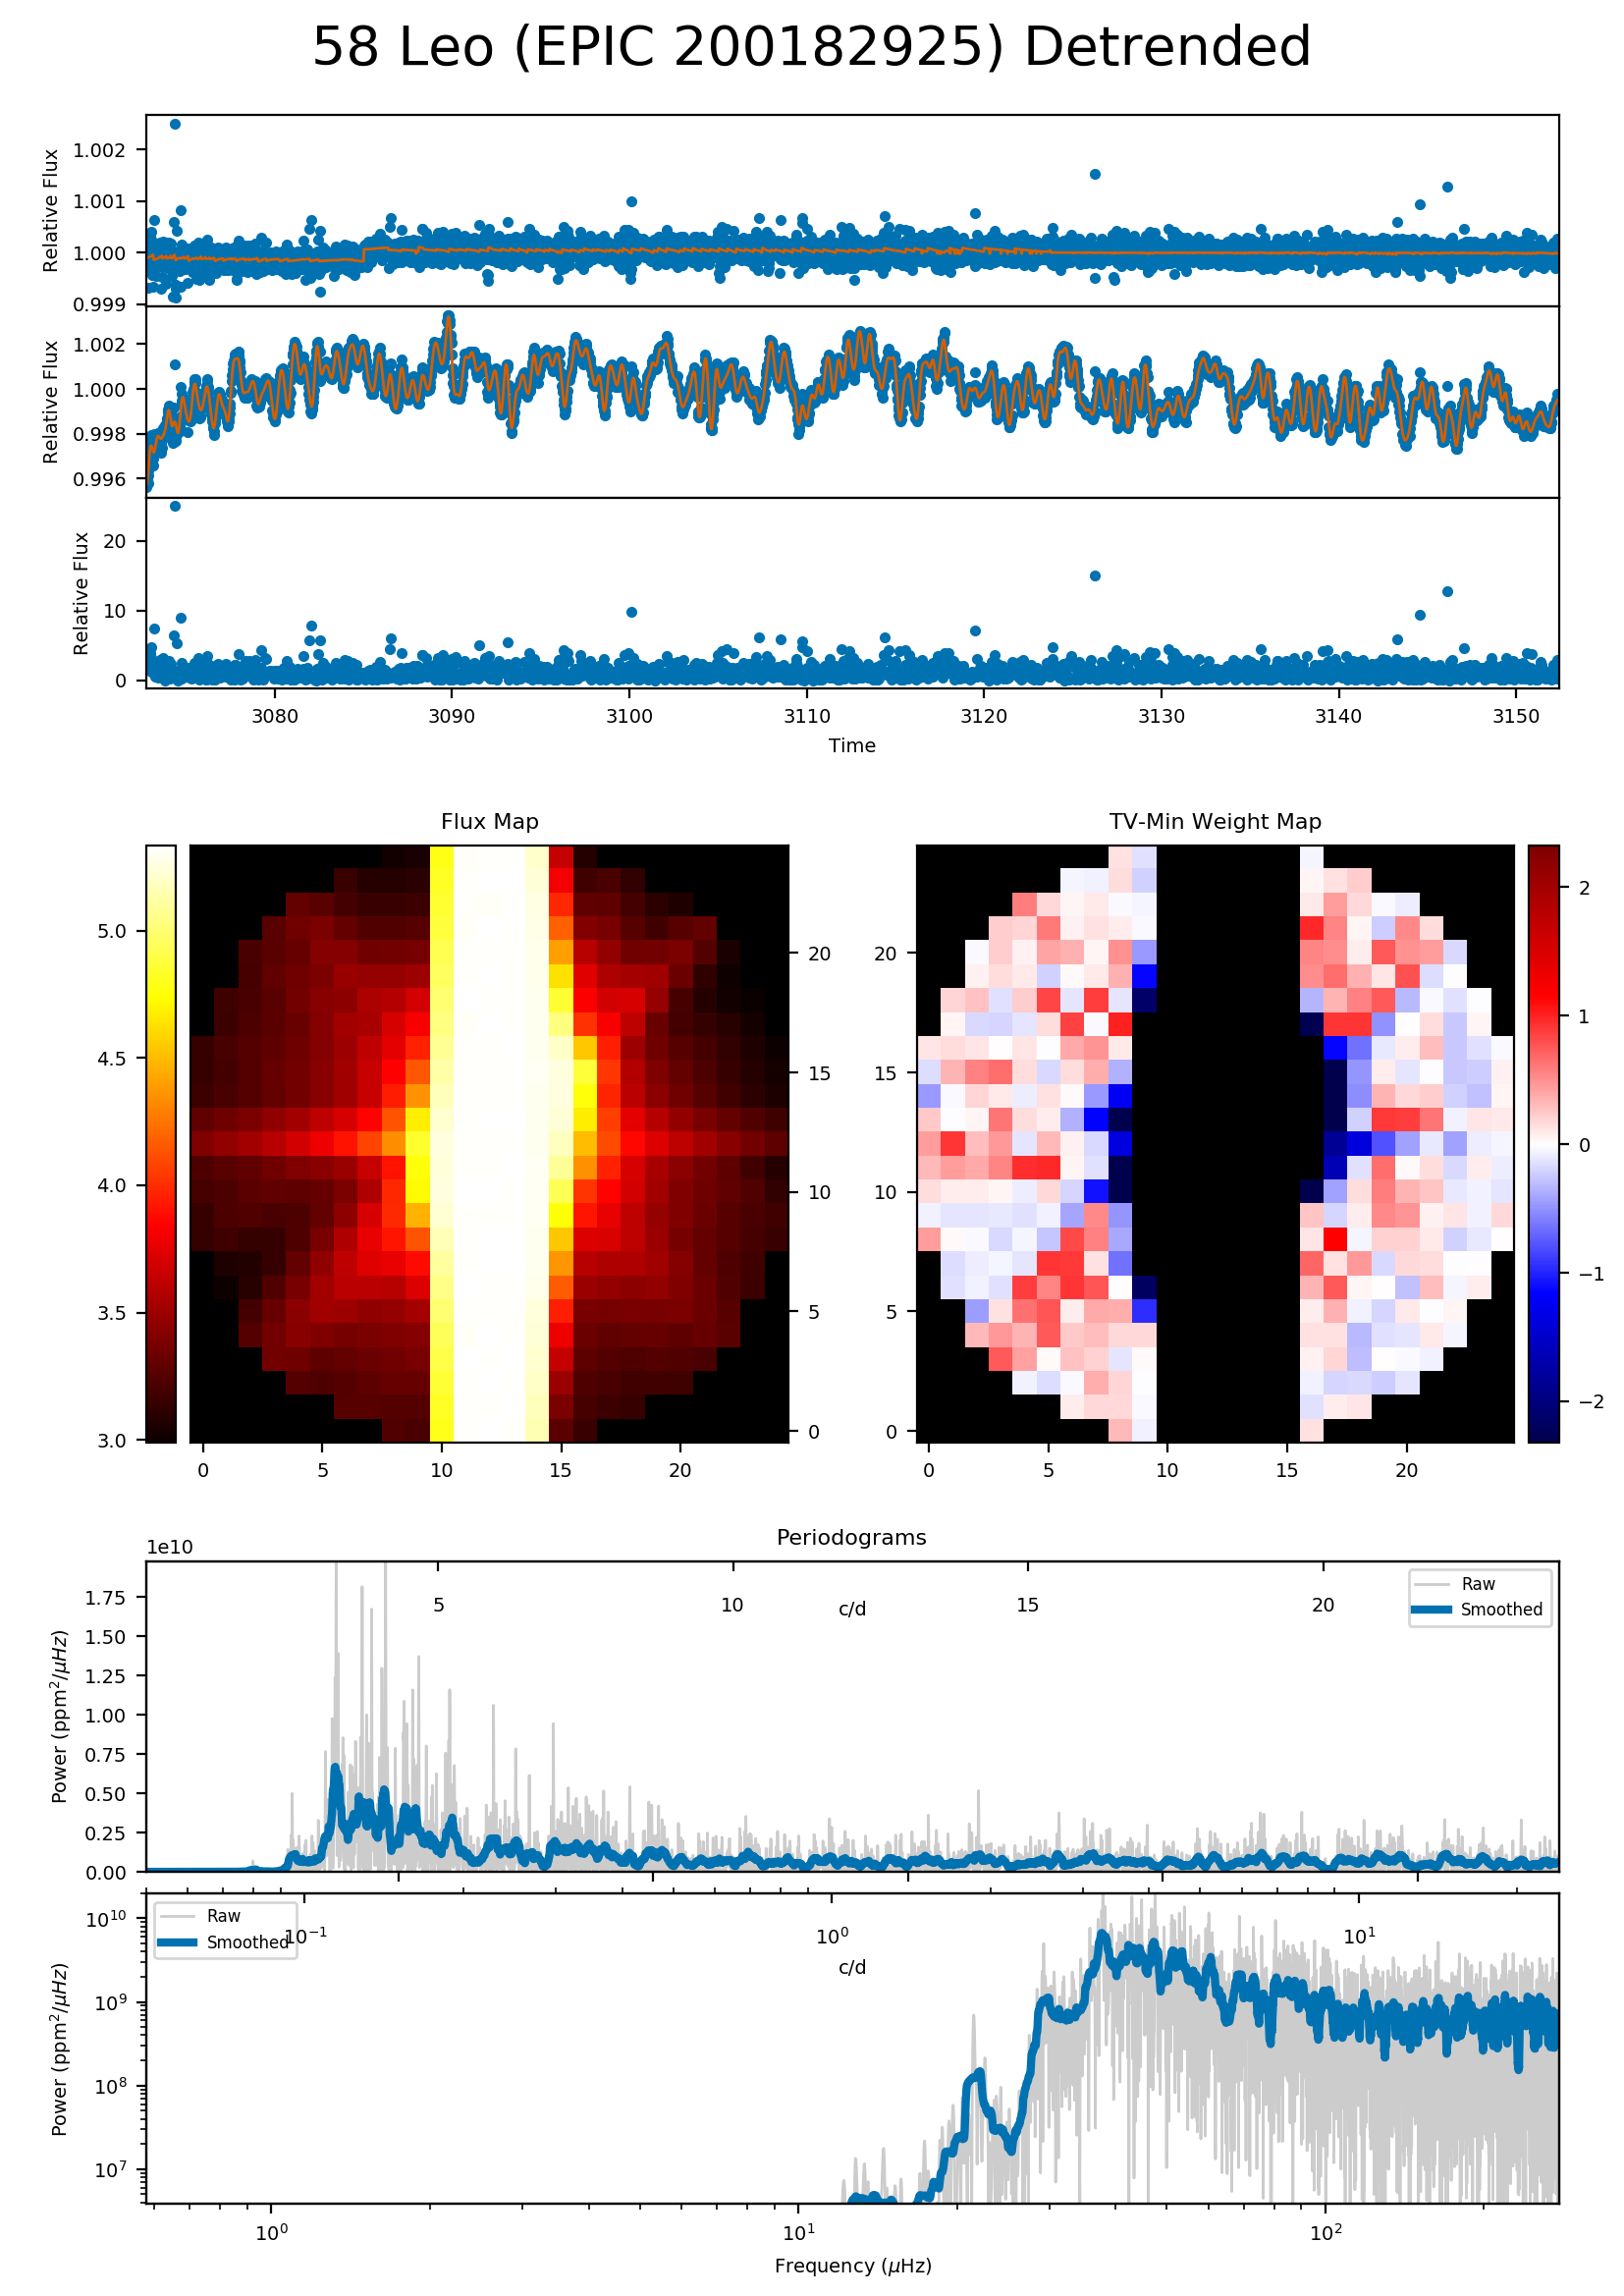 58 Leo (EPIC 200182925) Detrended
Relative Flux
1.002
1.001
1.000
0.999
Relative Flux
1.002
1.000
0.998
0.996
Relative Flux
20
10
0
3080 3090 3100 3110 3120 3130 3140 3150
Time
Flux Map
5.0
4.5
4.0
3.5
3.0
20
15
10
5
0
0 5 10 15 20
TV-Min Weight Map
20
15
10
5
0
0 5 10 15 20
2
1
0
−1
−2
Periodograms
1e10
Power (ppm²/μHz)
1.75
1.50
1.25
1.00
0.75
0.50
0.25
0.00
5 10 15 20
c/d
Raw
Smoothed
Power (ppm²/μHz)
10¹⁰
10⁹
10⁸
10⁷
Raw
Smoothed
10⁻¹ 10⁰ 10¹
c/d
10⁰ 10¹ 10²
Frequency (μHz)